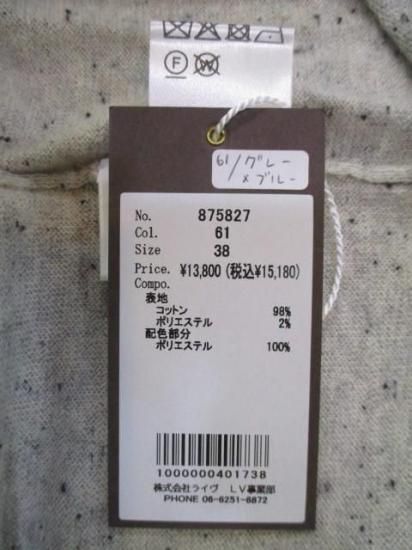 F
W
61/グレー
×ブルー
No. 875827
Col. 61
Size 38
Price. ¥13,800(税込¥15,180)
Compo.
表地
コットン 98%
ポリエステル 2%
配色部分
ポリエステル 100%
1000000401738
株式会社ライヴ LV事業部
PHONE 06-6251-6872